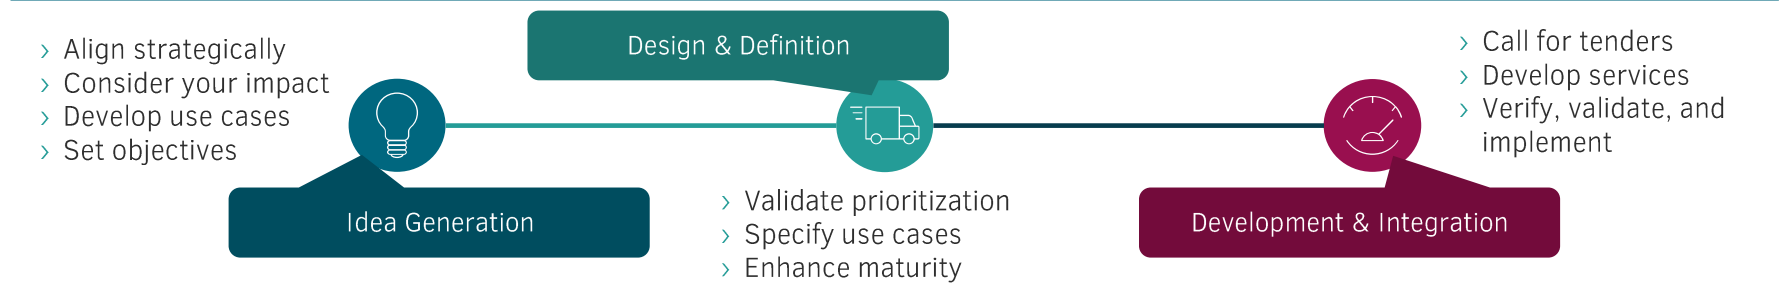 › Align strategically
› Consider your impact
› Develop use cases
› Set objectives
Idea Generation
Design & Definition
› Validate prioritization
› Specify use cases
› Enhance maturity
› Call for tenders
› Develop services
› Verify, validate, and
implement
Development & Integration